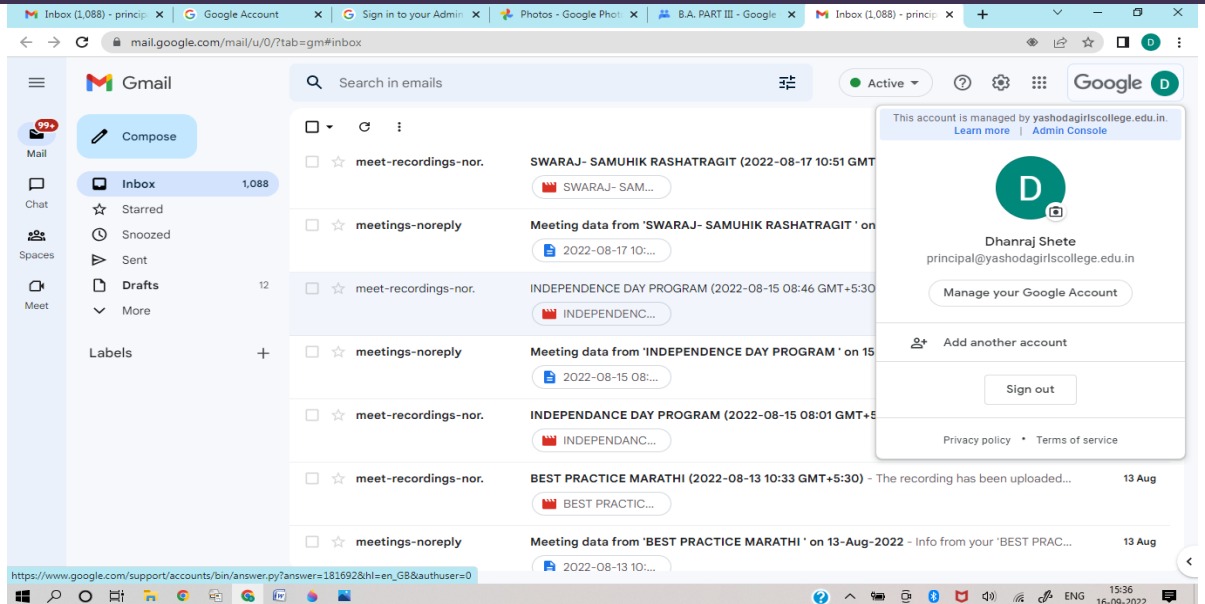 Inbox (1,088) - princip
Google Account
Sign in to your Admin
Photos - Google Phot
B.A. PART III - Google
Inbox (1,088) - princip
mail.google.com/mail/u/0/?tab=gm#inbox
D
Gmail
Search in emails
Active
Google
D
99+
Mail
Chat
Spaces
Meet
Compose
Inbox 1,088
Starred
Snoozed
Sent
Drafts 12
More
Labels
meet-recordings-nor. SWARAJ- SAMUHIK RASHATRAGIT (2022-08-17 10:51 GMT
SWARAJ- SAM...
meetings-noreply Meeting data from 'SWARAJ- SAMUHIK RASHATRAGIT ' on
2022-08-17 10:...
meet-recordings-nor. INDEPENDENCE DAY PROGRAM (2022-08-15 08:46 GMT+5:30
INDEPENDENC...
meetings-noreply Meeting data from 'INDEPENDENCE DAY PROGRAM ' on 15
2022-08-15 08:...
meet-recordings-nor. INDEPENDANCE DAY PROGRAM (2022-08-15 08:01 GMT+5
INDEPENDANC...
meet-recordings-nor. BEST PRACTICE MARATHI (2022-08-13 10:33 GMT+5:30) - The recording has been uploaded... 13 Aug
BEST PRACTIC...
meetings-noreply Meeting data from 'BEST PRACTICE MARATHI ' on 13-Aug-2022 - Info from your 'BEST PRAC... 13 Aug
2022-08-13 10:...
This account is managed by yashodagirlscollege.edu.in.
Learn more | Admin Console
D
Dhanraj Shete
principal@yashodagirlscollege.edu.in
Manage your Google Account
Add another account
Sign out
Privacy policy • Terms of service
https://www.google.com/support/accounts/bin/answer.py?answer=181692&hl=en_GB&authuser=0
ENG
15:36
16-09-2022